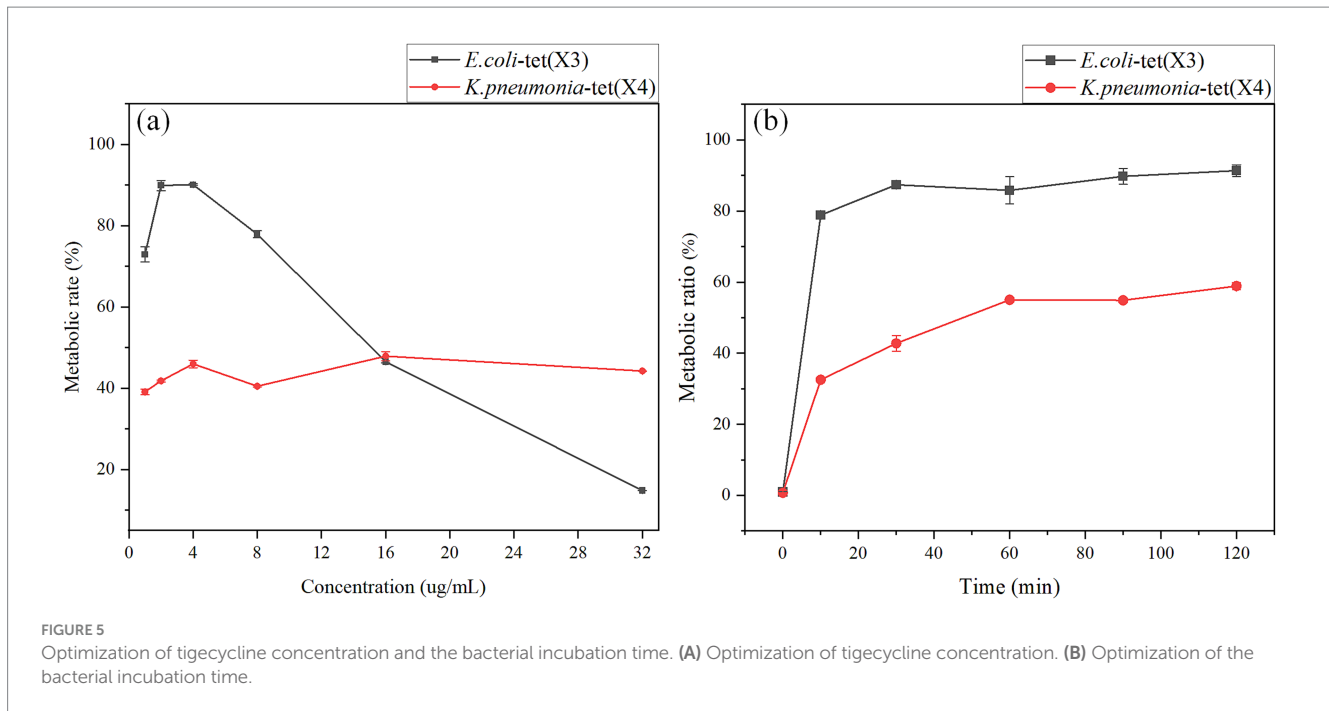 E.coli-tet(X3)
K.pneumonia-tet(X4)
(a)
100
80
60
40
20
0 4 8 12 16 20 24 28 32
Metabolic rate (%)
Concentration (ug/mL)
E.coli-tet(X3)
K.pneumonia-tet(X4)
(b)
100
80
60
40
20
0
0 20 40 60 80 100 120
Metabolic ratio (%)
Time (min)
FIGURE 5
Optimization of tigecycline concentration and the bacterial incubation time. (A) Optimization of tigecycline concentration. (B) Optimization of the
bacterial incubation time.